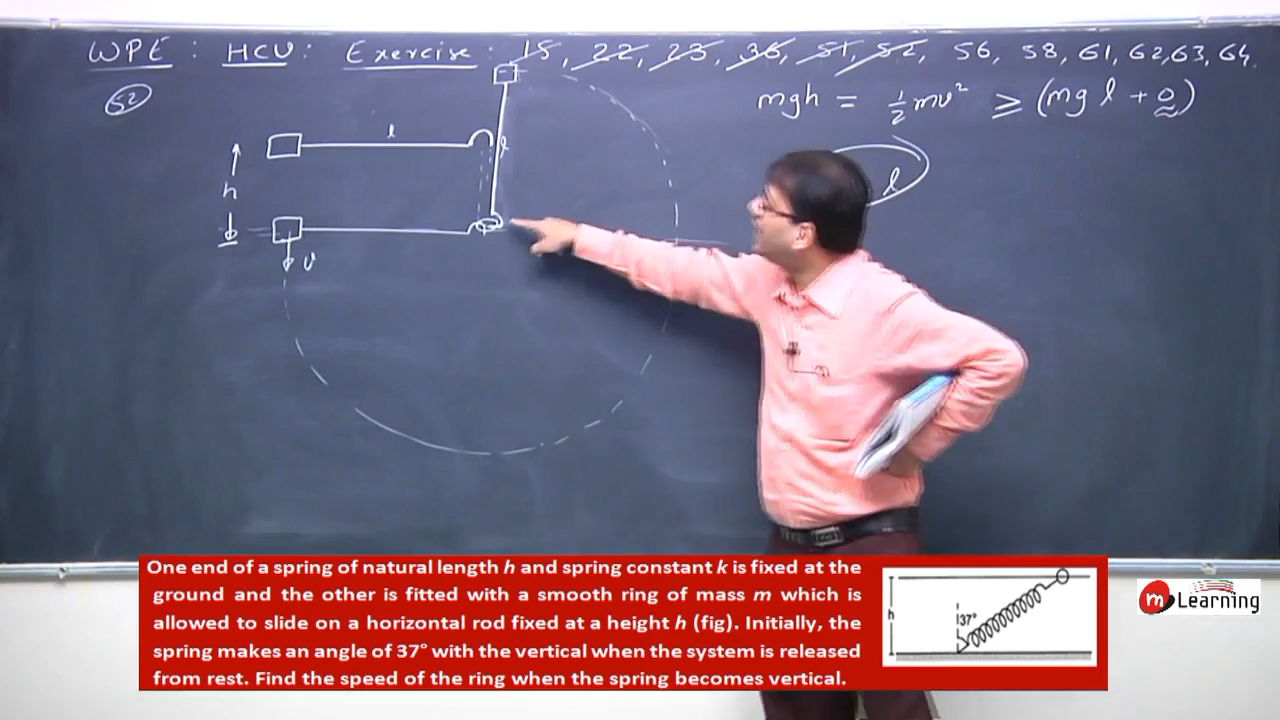 WPE : HCV : Exercise : 15, 22, 23, 36, 51, 52, 56, 58, 61, 62, 63, 64.
52
mgh = ½mv² ≥ (mg l + 0)
l
l
l
h
v
One end of a spring of natural length h and spring constant k is fixed at the
ground and the other is fitted with a smooth ring of mass m which is
allowed to slide on a horizontal rod fixed at a height h (fig). Initially, the
spring makes an angle of 37° with the vertical when the system is released
from rest. Find the speed of the ring when the spring becomes vertical.
h
37°
m Learning